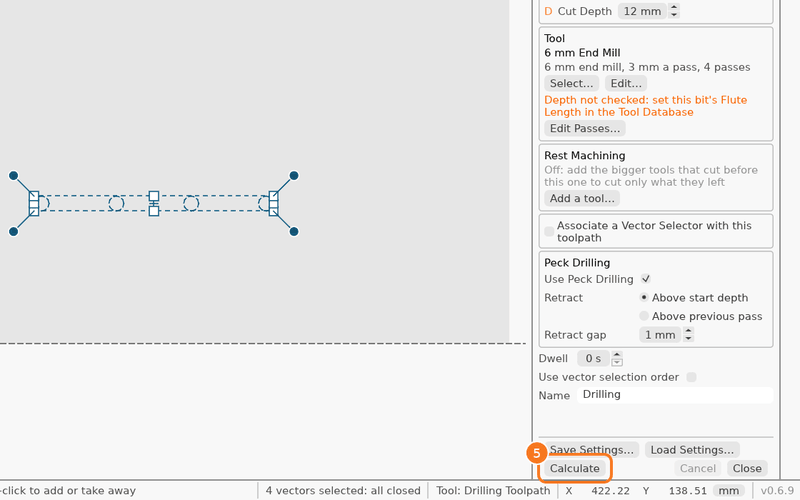 D Cut Depth 12 mm
Tool
6 mm End Mill
6 mm end mill, 3 mm a pass, 4 passes
Select... Edit...
Depth not checked: set this bit's Flute
Length in the Tool Database
Edit Passes...
Rest Machining
Off: add the bigger tools that cut before
this one to cut only what they left
Add a tool...
Associate a Vector Selector with this
toolpath
Peck Drilling
Use Peck Drilling
Retract Above start depth
Above previous pass
Retract gap 1 mm
Dwell 0 s
Use vector selection order
Name Drilling
5
Save Settings... Load Settings...
Calculate Cancel Close
-click to add or take away 4 vectors selected: all closed Tool: Drilling Toolpath X 422.22 Y 138.51 mm v0.6.9